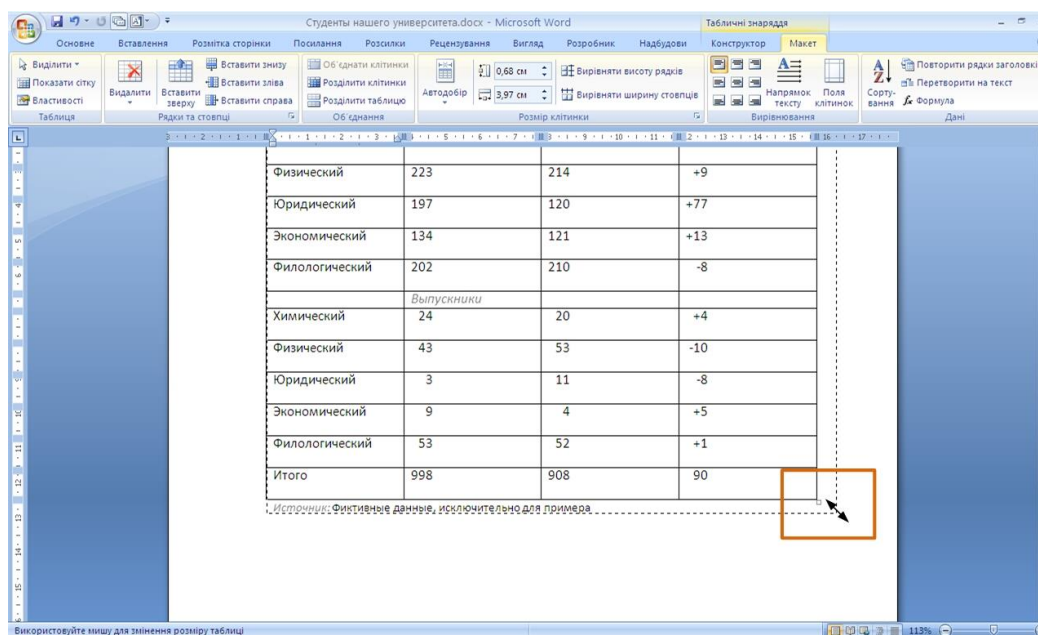 Студенты нашего университета.docx - Microsoft Word
Табличні знаряддя
Основне Вставлення Розмітка сторінки Посилання Розсилки Рецензування Вигляд Розробник Надбудови Конструктор Макет
Виділити
Показати сітку
Властивості
Таблиця
Видалити
Вставити зверху
Вставити знизу
Вставити зліва
Вставити справа
Рядки та стовпці
Об'єднати клітинки
Розділити клітинки
Розділити таблицю
Об'єднання
Автодобір
0,68 см
3,97 см
Вирівняти висоту рядків
Вирівняти ширину стовпців
Розмір клітинки
Напрямок тексту
Поля клітинок
Вирівнювання
Сорту-
вання
Повторити рядки заголовкі
Перетворити на текст
Формула
Дані
Физический 223 214 +9
Юридический 197 120 +77
Экономический 134 121 +13
Филологический 202 210 -8
Выпускники
Химический 24 20 +4
Физический 43 53 -10
Юридический 3 11 -8
Экономический 9 4 +5
Филологический 53 52 +1
Итого 998 908 90
Источник: Фиктивные данные, исключительно для примера
Використовуйте мишу для змінення розміру таблиці
113%